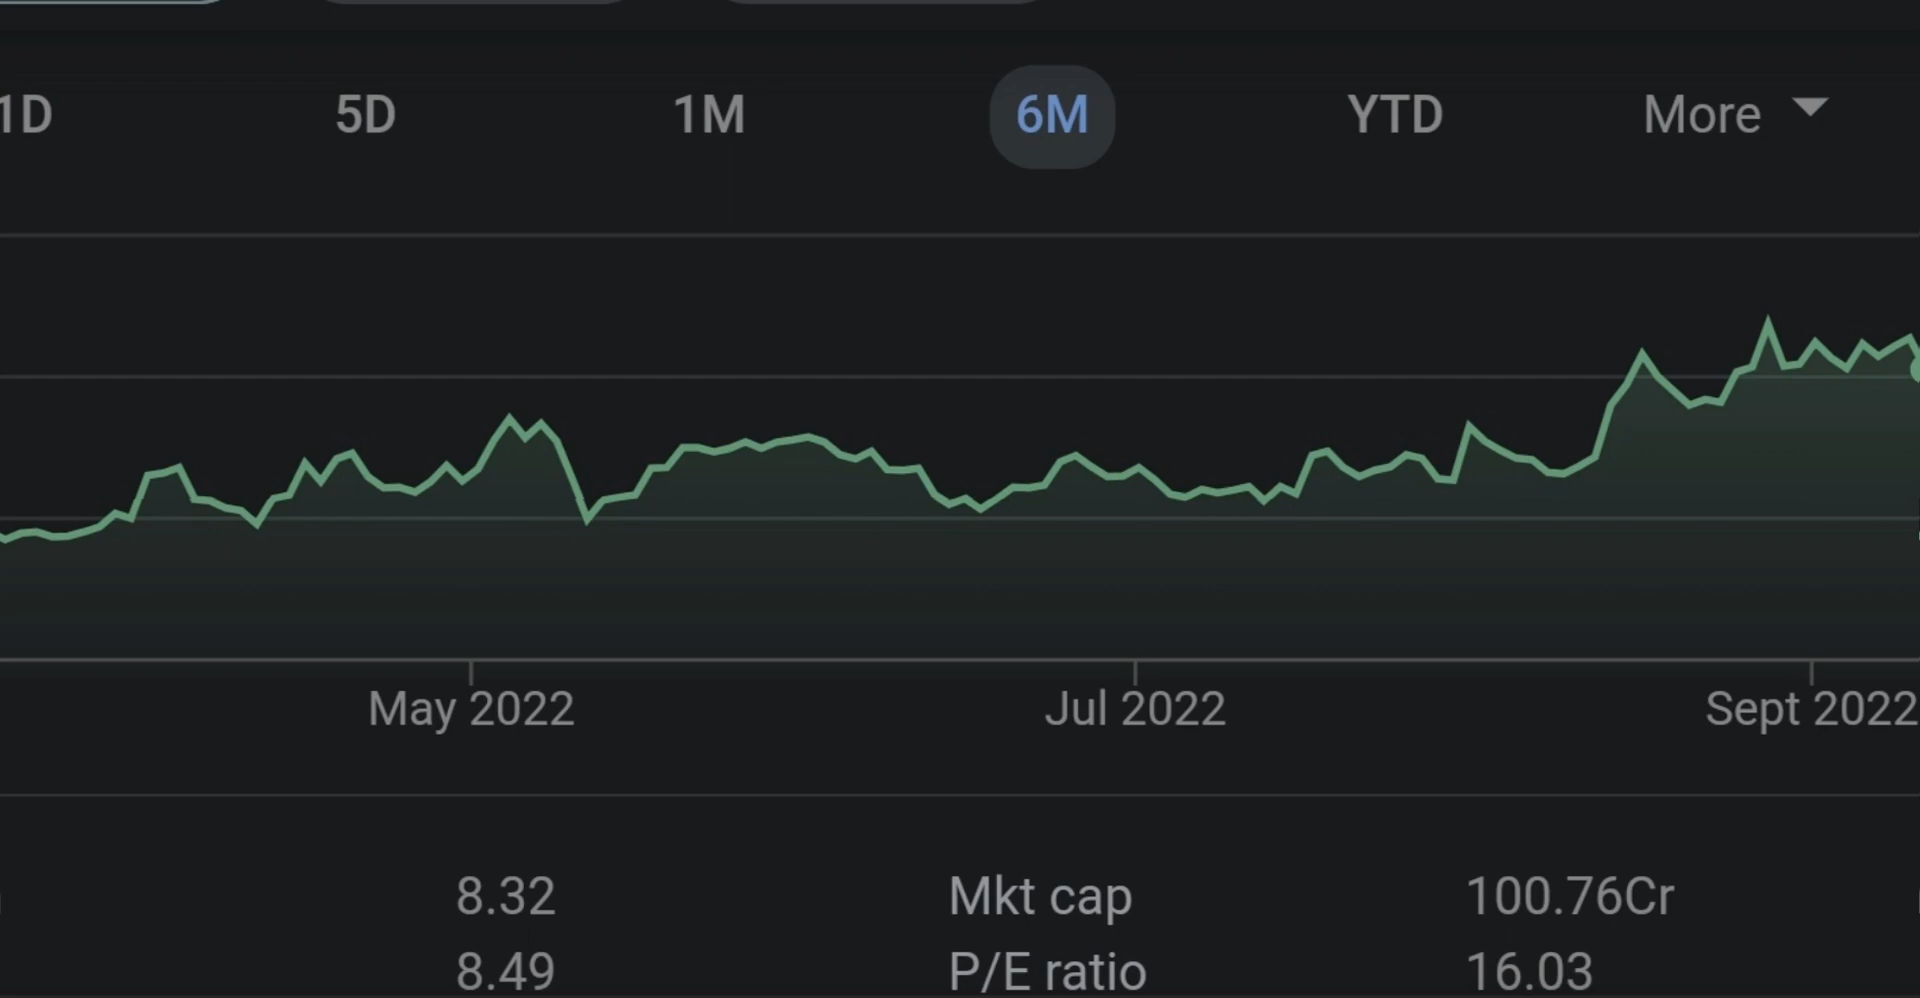 1D 5D 1M 6M YTD More
May 2022 Jul 2022 Sept 2022
8.32 Mkt cap 100.76Cr
8.49 P/E ratio 16.03